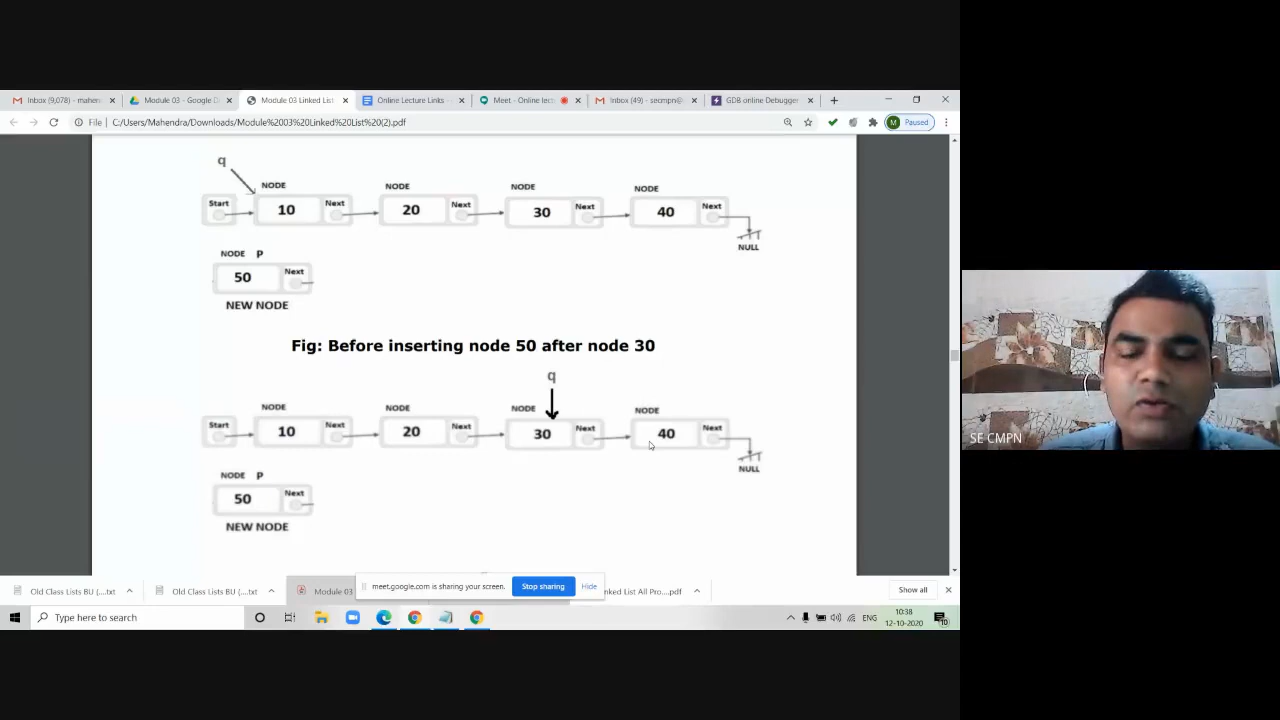 Inbox (9,078) - mahen
Module 03 - Google D
Module 03 Linked List
Online Lecture Links -
Meet - Online lec
Inbox (49) - secmpn@
GDB online Debugger
File | C:/Users/Mahendra/Downloads/Module%2003%20Linked%20List%20(2).pdf
M Paused
q
NODE NODE NODE NODE
Start 10 Next 20 Next 30 Next 40 Next
NULL
NODE P
50 Next
NEW NODE
Fig: Before inserting node 50 after node 30
q
NODE NODE NODE NODE
Start 10 Next 20 Next 30 Next 40 Next
NULL
NODE P
50 Next
NEW NODE
SE CMPN
Old Class Lists BU (....txt
Old Class Lists BU (....txt
Module 03
meet.google.com is sharing your screen.
Stop sharing
Hide
nked List All Pro....pdf
Show all
Type here to search
ENG
10:38
12-10-2020